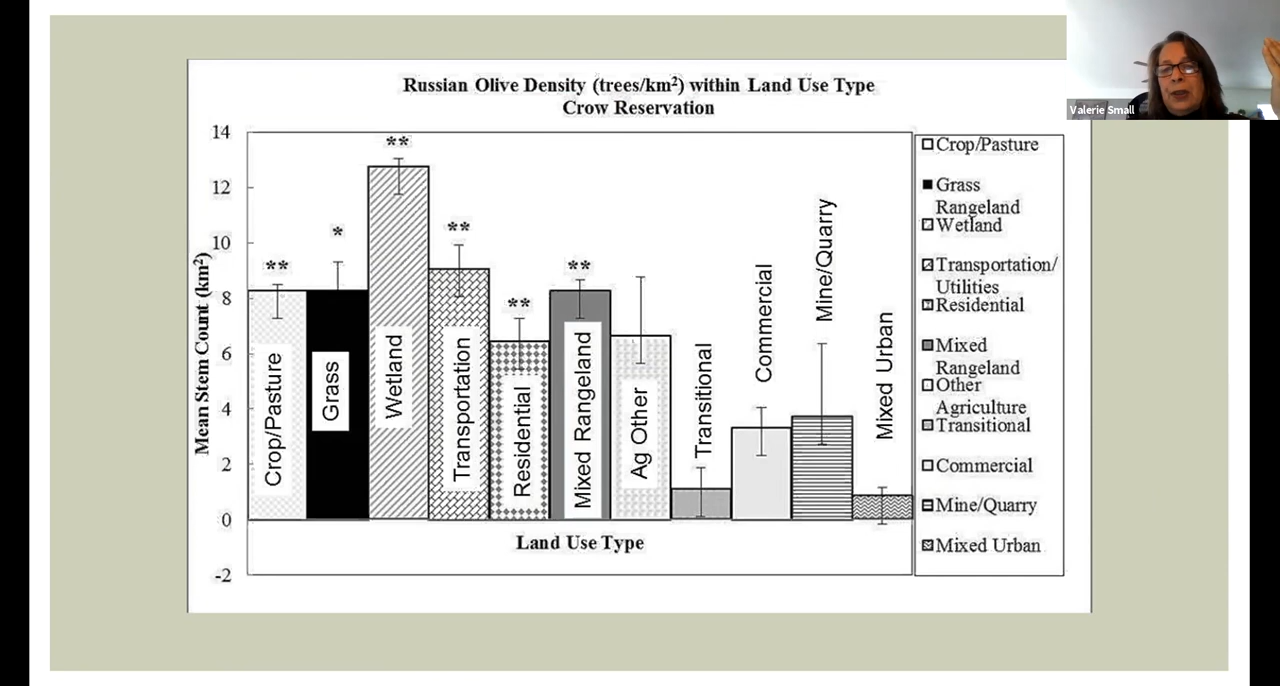 Valerie Small
Russian Olive Density (trees/km²) within Land Use Type
Crow Reservation
Mean Stem Count (km²)
14
12
10
8
6
4
2
0
-2
**
*
**
**
**
**
Crop/Pasture
Grass
Wetland
Transportation
Residential
Mixed Rangeland
Ag Other
Transitional
Commercial
Mine/Quarry
Mixed Urban
Land Use Type
Crop/Pasture
Grass
Rangeland
Wetland
Transportation/
Utilities
Residential
Mixed
Rangeland
Other
Agriculture
Transitional
Commercial
Mine/Quarry
Mixed Urban